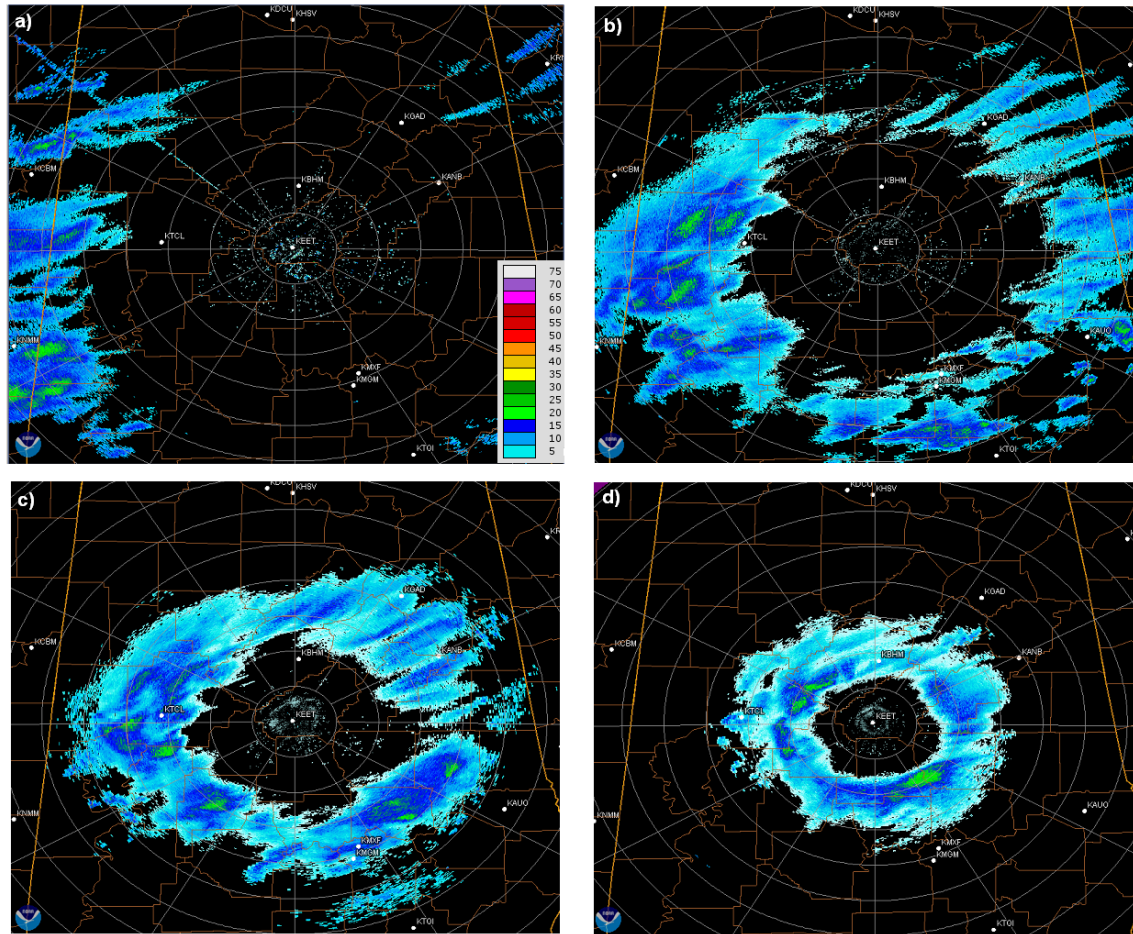 a)
KDCU
KHSV
KGAD
KCBM
KBHM
KANB
KTCL
KEET
KNMM
KMXF
KMGM
KTOI
75
70
65
60
55
50
45
40
35
30
25
20
15
10
5
b)
KDCU
KHSV
KGAD
KCBM
KBHM
KTCL
KEET
KNMM
KAUO
KMXF
KMGM
KTOI
c)
KDCU
KHSV
KGAD
KCBM
KBHM
KANB
KTCL
KEET
KNMM
KAUO
KMXF
KMGM
KTOI
d)
KDCU
KHSV
KGAD
KCBM
KBHM
KANB
KTCL
KEET
KNMM
KAUO
KMXF
KMGM
KTOI